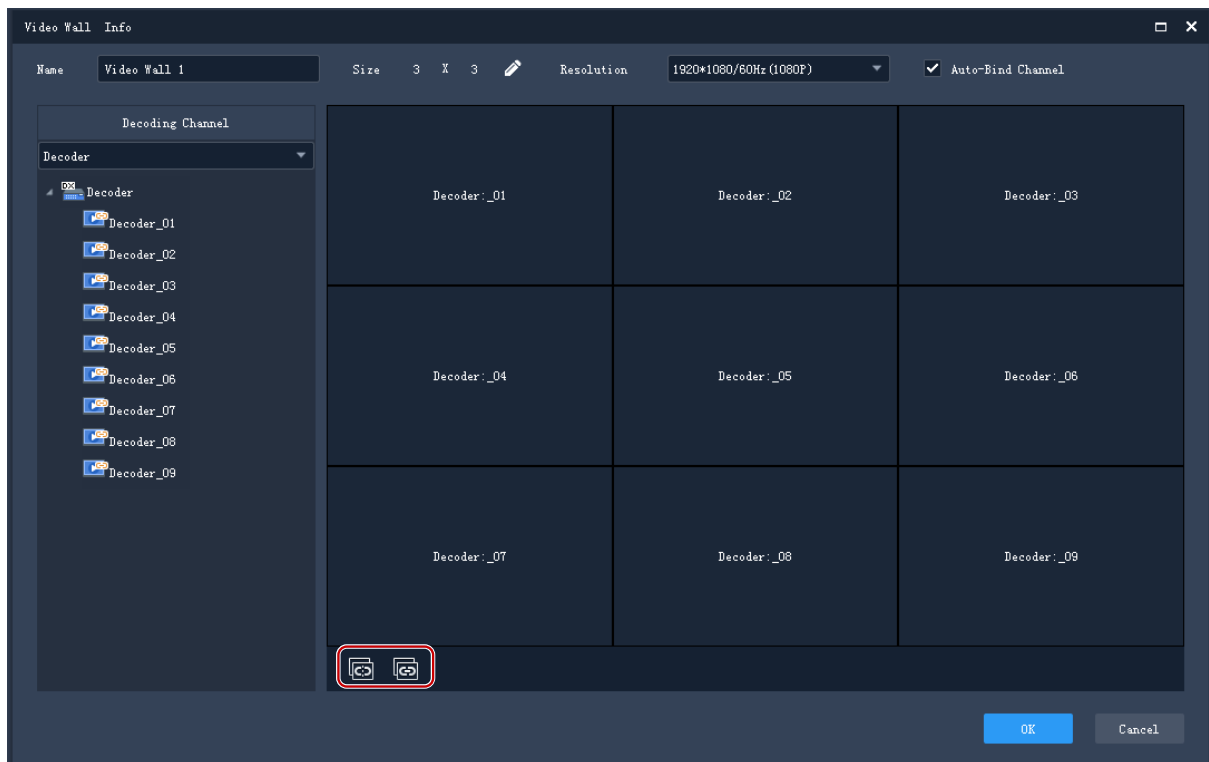 Video Wall Info
Name Video Wall 1 Size 3 X 3 Resolution 1920*1080/60Hz(1080P) Auto-Bind Channel
Decoding Channel
Decoder
DX Decoder
Decoder_01
Decoder_02
Decoder_03
Decoder_04
Decoder_05
Decoder_06
Decoder_07
Decoder_08
Decoder_09
Decoder:_01 Decoder:_02 Decoder:_03
Decoder:_04 Decoder:_05 Decoder:_06
Decoder:_07 Decoder:_08 Decoder:_09
OK Cancel